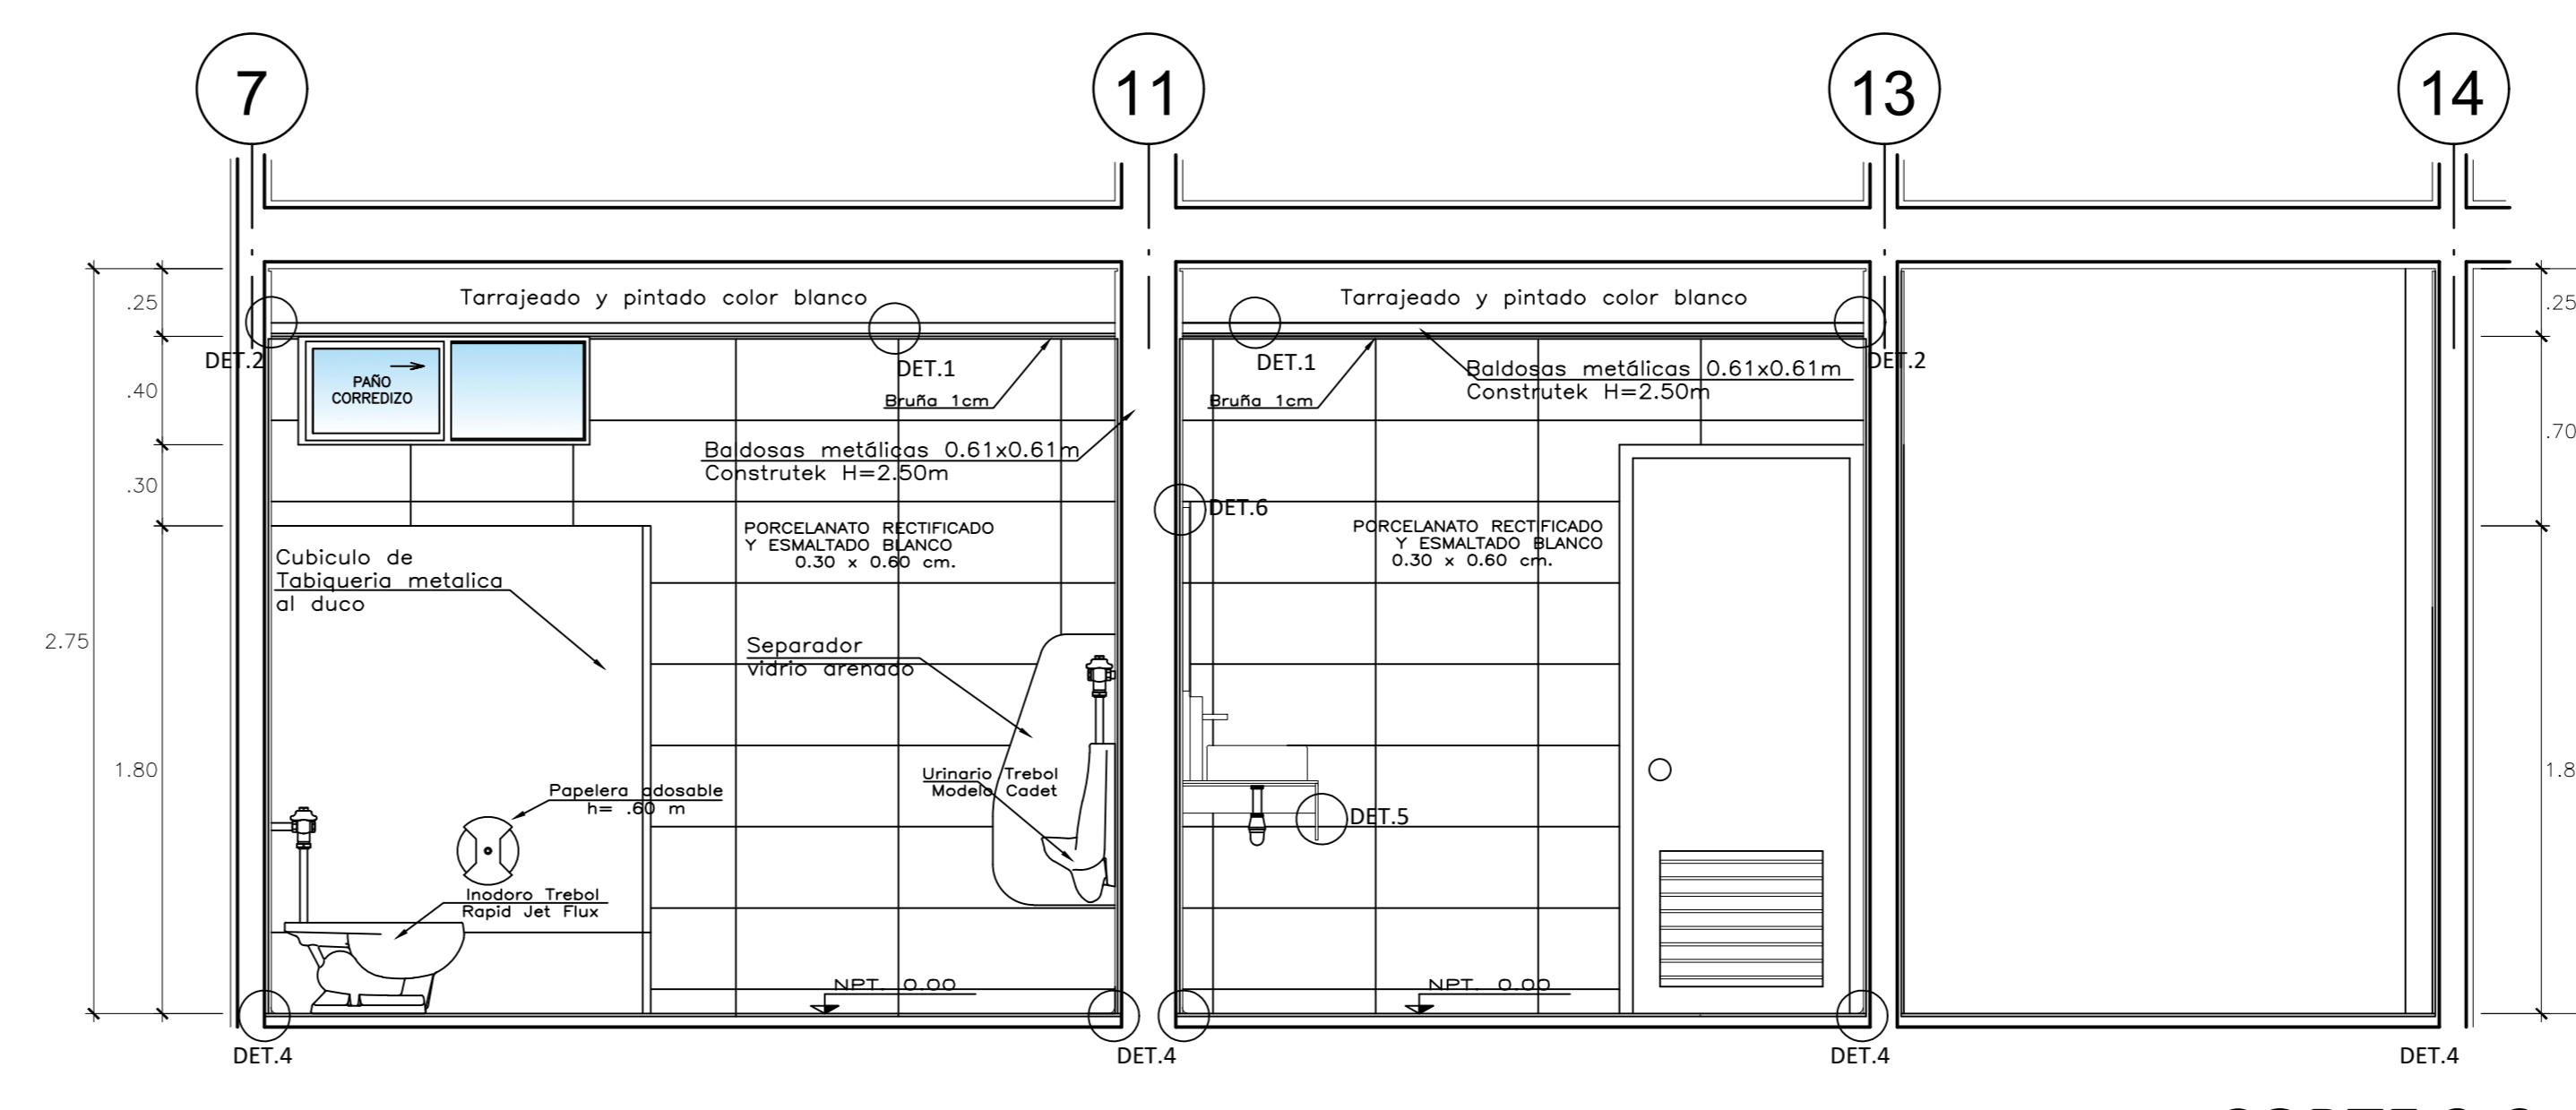 7
11
13
14
Tarrajeado y pintado color blanco
Tarrajeado y pintado color blanco
.25
.25
DET.2
DET.1
DET.1
DET.2
PAÑO
CORREDIZO
Baldosas metálicas 0.61x0.61m
Construtek H=2.50m
.40
Bruña 1cm
Bruña 1cm
.70
Baldosas metálicas 0.61x0.61m
Construtek H=2.50m
.30
DET.6
PORCELANATO RECTIFICADO
Y ESMALTADO BLANCO
0.30 x 0.60 cm.
PORCELANATO RECTIFICADO
Y ESMALTADO BLANCO
0.30 x 0.60 cm.
Cubiculo de
Tabiqueria metalica
al duco
2.75
Separador
vidrio arenado
1.80
Urinario Trebol
Modelo Cadet
1.8
Papelera adosable
h= .60 m
DET.5
Inodoro Trebol
Rapid Jet Flux
NPT. 0.00
NPT. 0.00
DET.4
DET.4
DET.4
DET.4